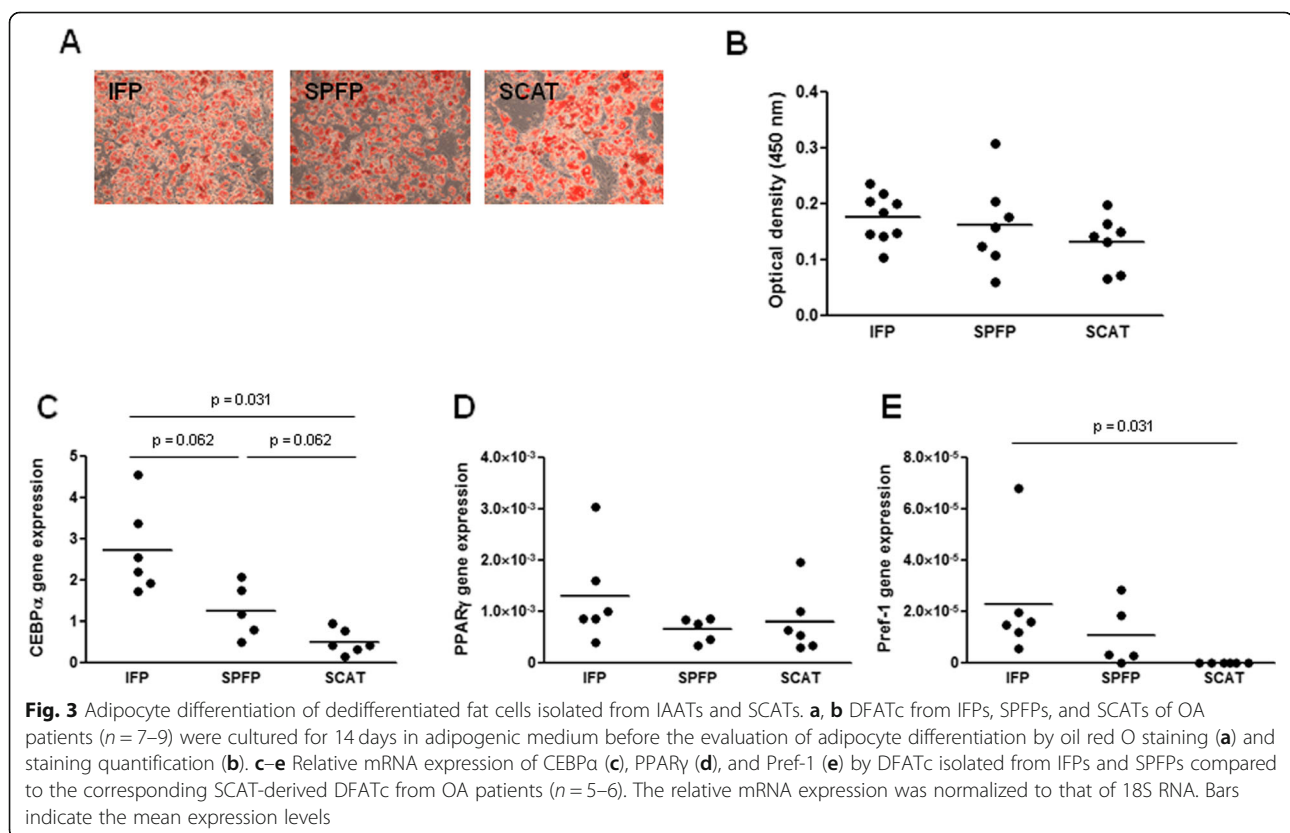 A
B
IFP
SPFP
SCAT
Optical density (450 nm)
0.4
0.3
0.2
0.1
0.0
IFP
SPFP
SCAT
C
D
E
p = 0.031
p = 0.062
p = 0.062
CEBPα gene expression
5
4
3
2
1
0
IFP
SPFP
SCAT
PPARγ gene expression
4.0×10⁻³
3.0×10⁻³
2.0×10⁻³
1.0×10⁻³
0
IFP
SPFP
SCAT
p = 0.031
Pref-1 gene expression
8.0×10⁻⁵
6.0×10⁻⁵
4.0×10⁻⁵
2.0×10⁻⁵
0
IFP
SPFP
SCAT
Fig. 3 Adipocyte differentiation of dedifferentiated fat cells isolated from IAATs and SCATs. a, b DFATc from IFPs, SPFPs, and SCATs of OA
patients (n = 7–9) were cultured for 14 days in adipogenic medium before the evaluation of adipocyte differentiation by oil red O staining (a) and
staining quantification (b). c–e Relative mRNA expression of CEBPα (c), PPARγ (d), and Pref-1 (e) by DFATc isolated from IFPs and SPFPs compared
to the corresponding SCAT-derived DFATc from OA patients (n = 5–6). The relative mRNA expression was normalized to that of 18S RNA. Bars
indicate the mean expression levels